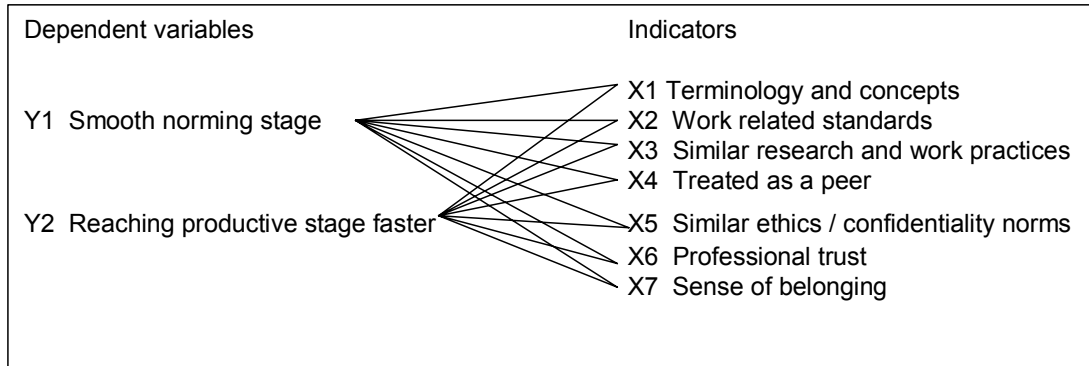 Dependent variables
Indicators
Y1 Smooth norming stage
Y2 Reaching productive stage faster
X1 Terminology and concepts
X2 Work related standards
X3 Similar research and work practices
X4 Treated as a peer
X5 Similar ethics / confidentiality norms
X6 Professional trust
X7 Sense of belonging